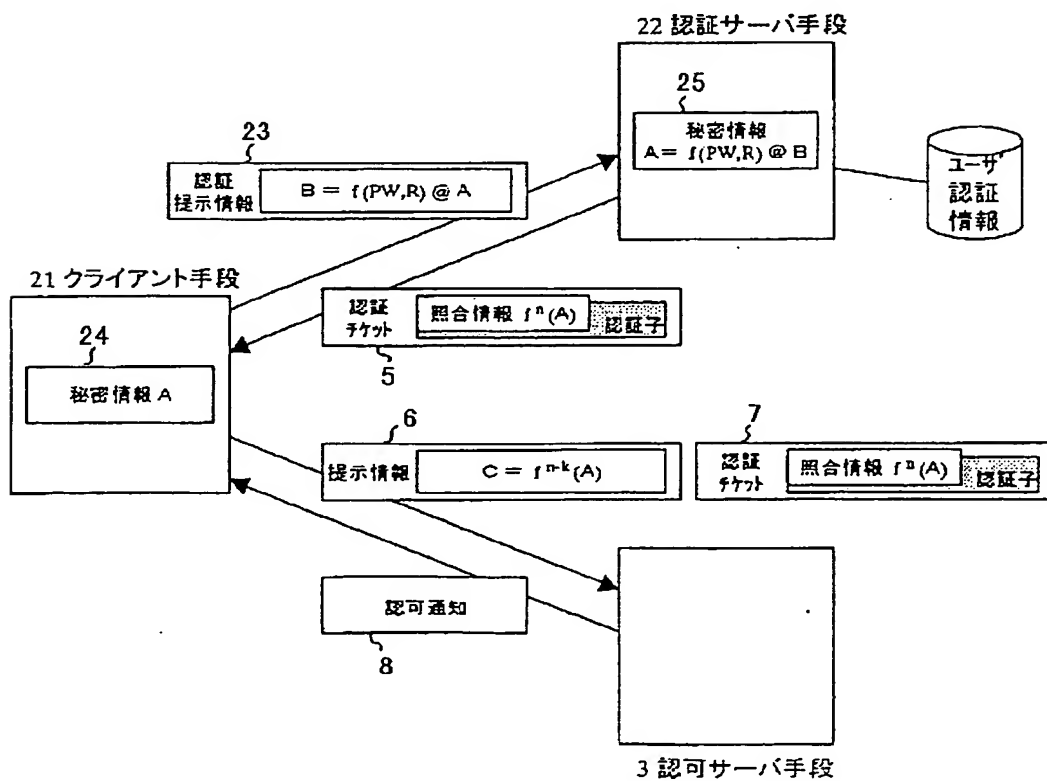 22 認証サーバ手段
25
秘密情報
A = f(PW,R) @ B
ユーザ
認証
情報
23
認証
提示情報
B = f(PW,R) @ A
21 クライアント手段
24
秘密情報 A
認証
チケット
照合情報 fⁿ(A)
認証子
5
6
提示情報
C = fⁿ⁻ᵏ(A)
7
認証
チケット
照合情報 fⁿ(A)
認証子
認可通知
8
3 認可サーバ手段